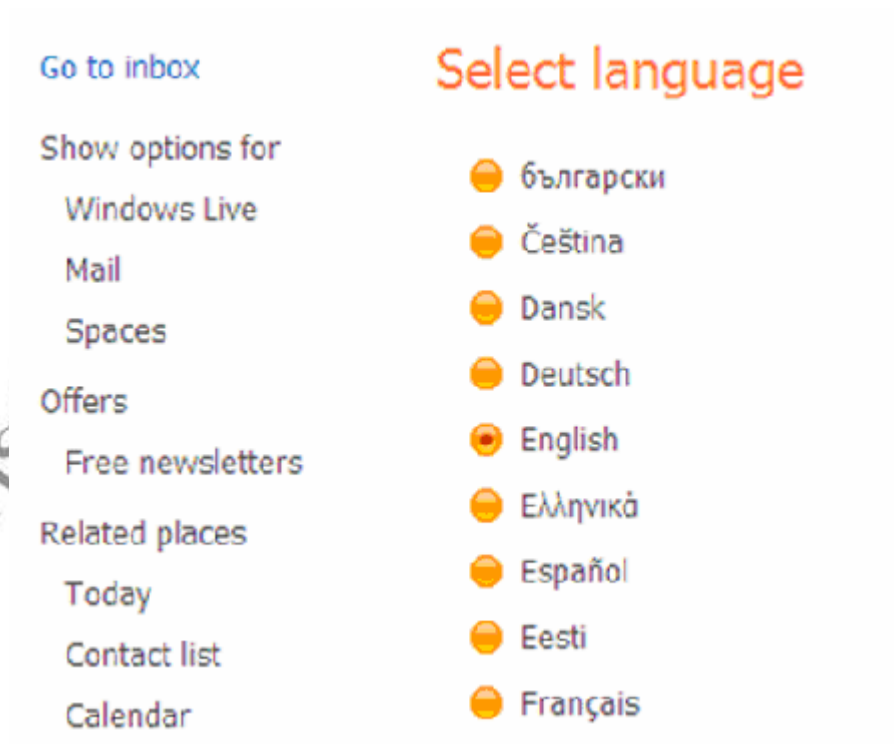 Go to inbox
Show options for
Windows Live
Mail
Spaces
Offers
Free newsletters
Related places
Today
Contact list
Calendar
Select language
български
Čeština
Dansk
Deutsch
English
Ελληνικά
Español
Eesti
Français